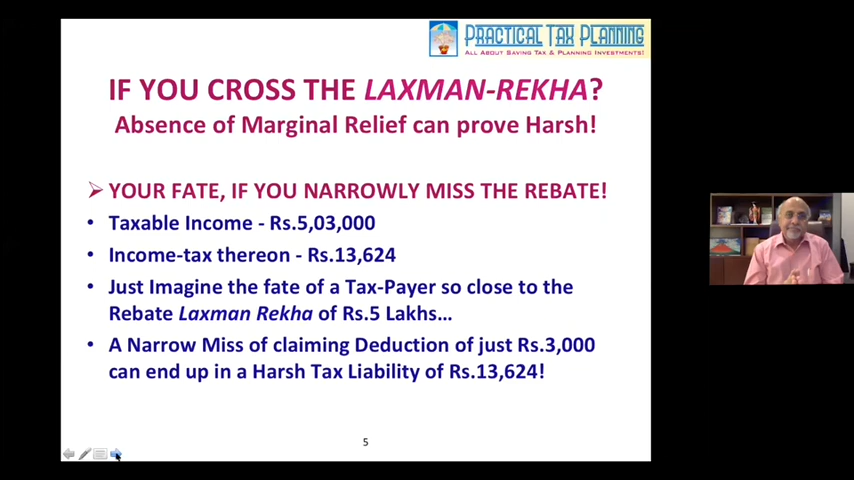 PRACTICAL TAX PLANNING
ALL ABOUT SAVING TAX & PLANNING INVESTMENTS!
IF YOU CROSS THE LAXMAN-REKHA?
Absence of Marginal Relief can prove Harsh!
➢ YOUR FATE, IF YOU NARROWLY MISS THE REBATE!
• Taxable Income - Rs.5,03,000
• Income-tax thereon - Rs.13,624
• Just Imagine the fate of a Tax-Payer so close to the
Rebate Laxman Rekha of Rs.5 Lakhs...
• A Narrow Miss of claiming Deduction of just Rs.3,000
can end up in a Harsh Tax Liability of Rs.13,624!
5